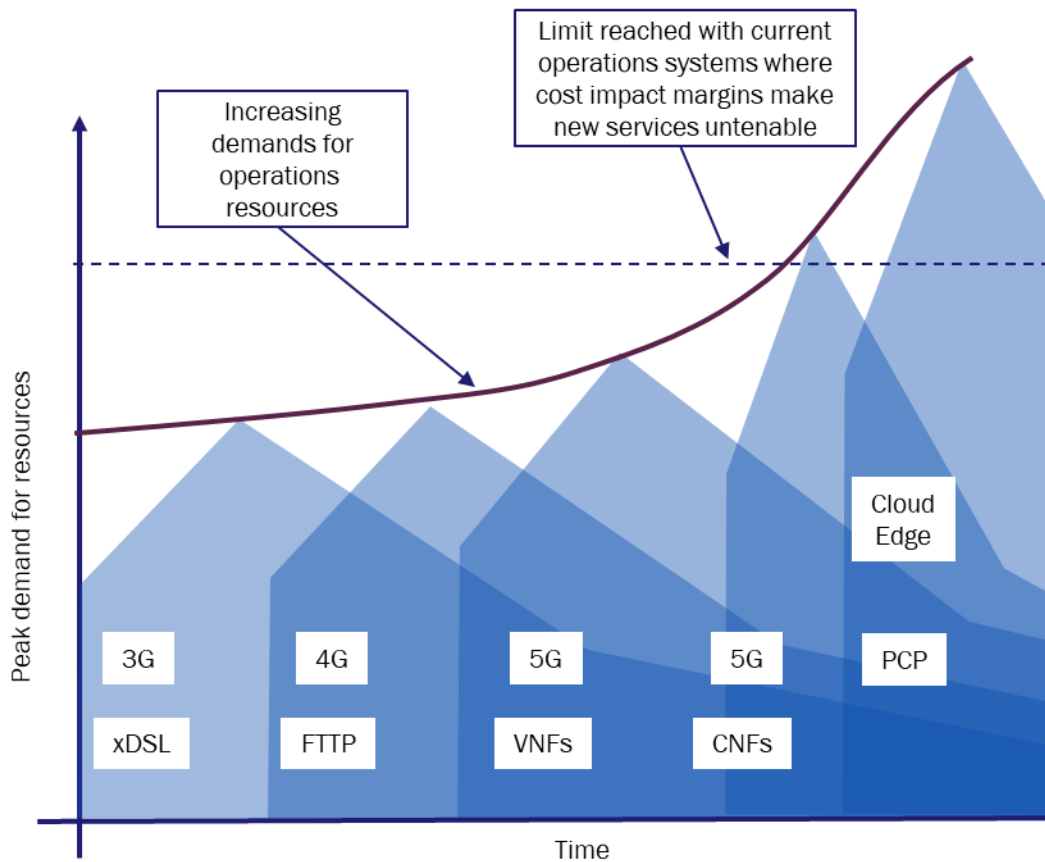 Limit reached with current
operations systems where
cost impact margins make
new services untenable
Increasing
demands for
operations
resources
Peak demand for resources
Cloud
Edge
3G
4G
5G
5G
PCP
xDSL
FTTP
VNFs
CNFs
Time